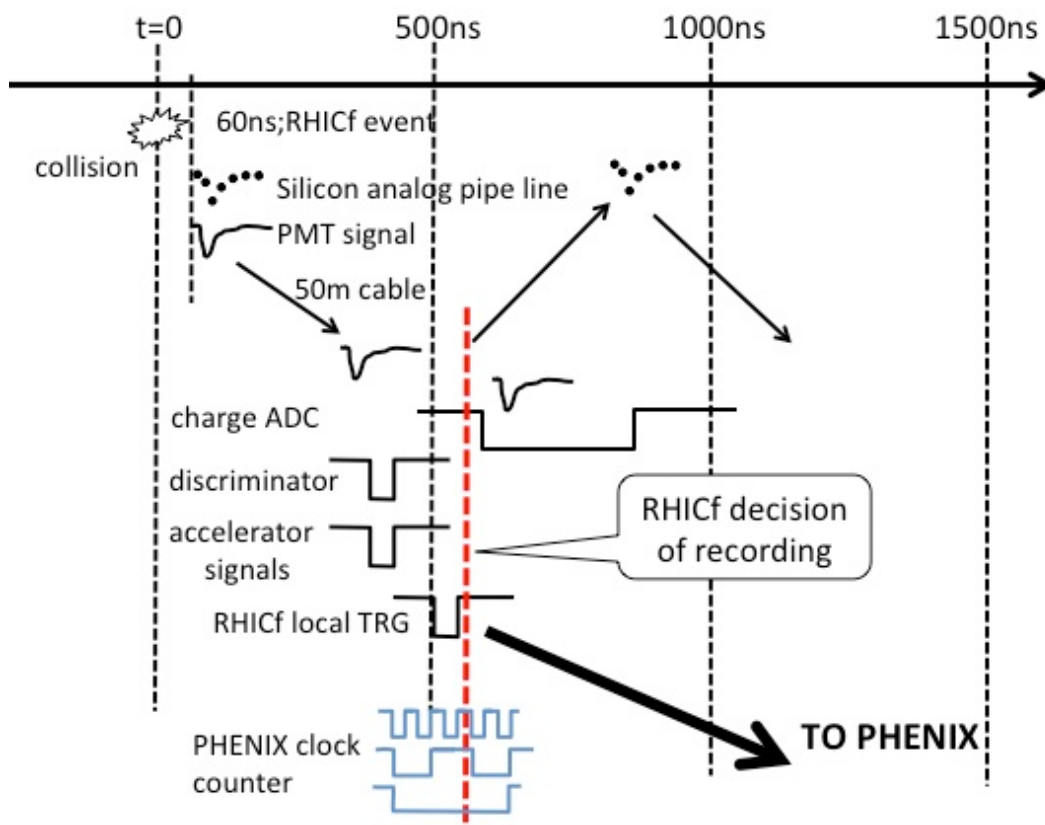 t=0
500ns
1000ns
1500ns
60ns;RHICf event
collision
Silicon analog pipe line
PMT signal
50m cable
charge ADC
discriminator
accelerator
signals
RHICf decision
of recording
RHICf local TRG
PHENIX clock
counter
TO PHENIX